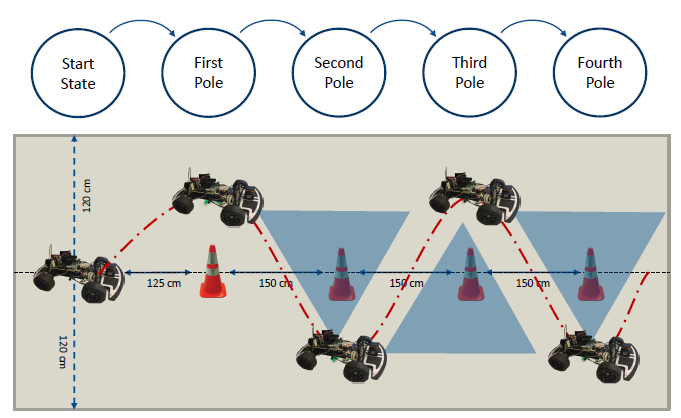 Start
State
First
Pole
Second
Pole
Third
Pole
Fourth
Pole
120 cm
125 cm
150 cm
150 cm
150 cm
120 cm